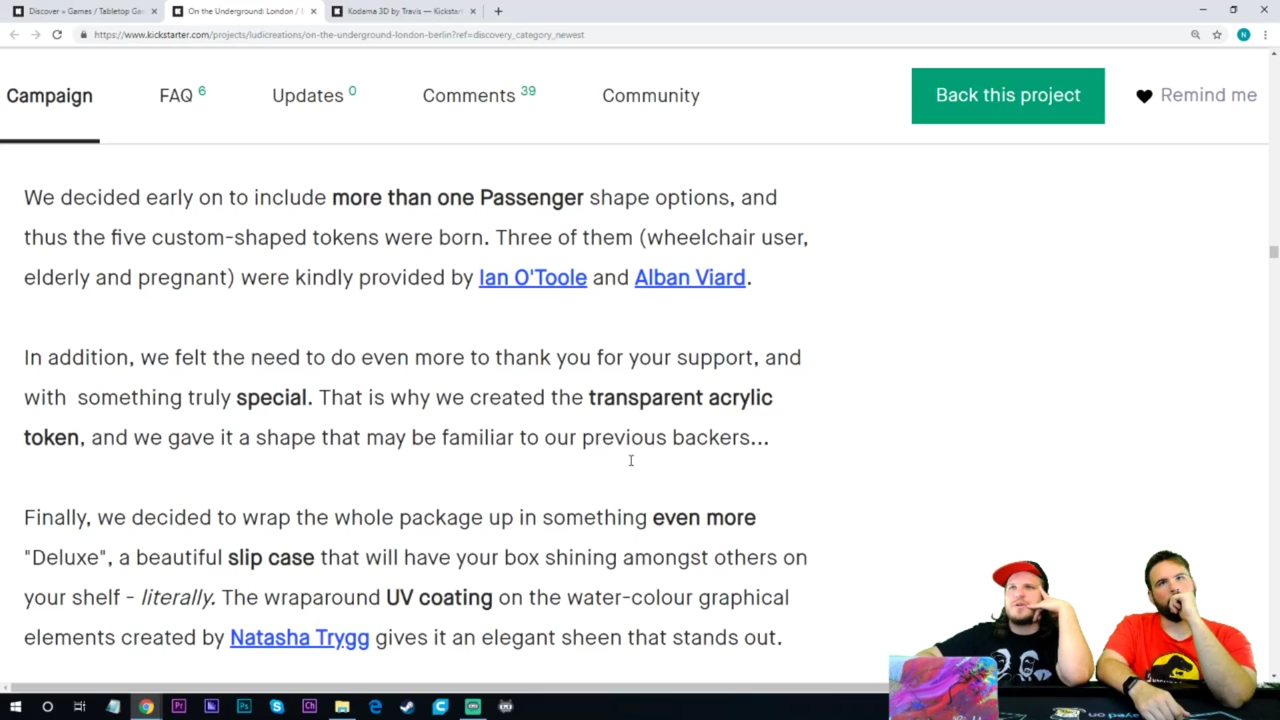 Discover » Games / Tabletop Ga
On the Underground: London / B
Kodama 3D by Travis — Kickstart
https://www.kickstarter.com/projects/ludicreations/on-the-underground-london-berlin?ref=discovery_category_newest
Campaign FAQ 6 Updates 0 Comments 39 Community Back this project Remind me
We decided early on to include more than one Passenger shape options, and
thus the five custom-shaped tokens were born. Three of them (wheelchair user,
elderly and pregnant) were kindly provided by Ian O'Toole and Alban Viard.
In addition, we felt the need to do even more to thank you for your support, and
with something truly special. That is why we created the transparent acrylic
token, and we gave it a shape that may be familiar to our previous backers...
Finally, we decided to wrap the whole package up in something even more
"Deluxe", a beautiful slip case that will have your box shining amongst others on
your shelf - literally. The wraparound UV coating on the water-colour graphical
elements created by Natasha Trygg gives it an elegant sheen that stands out.